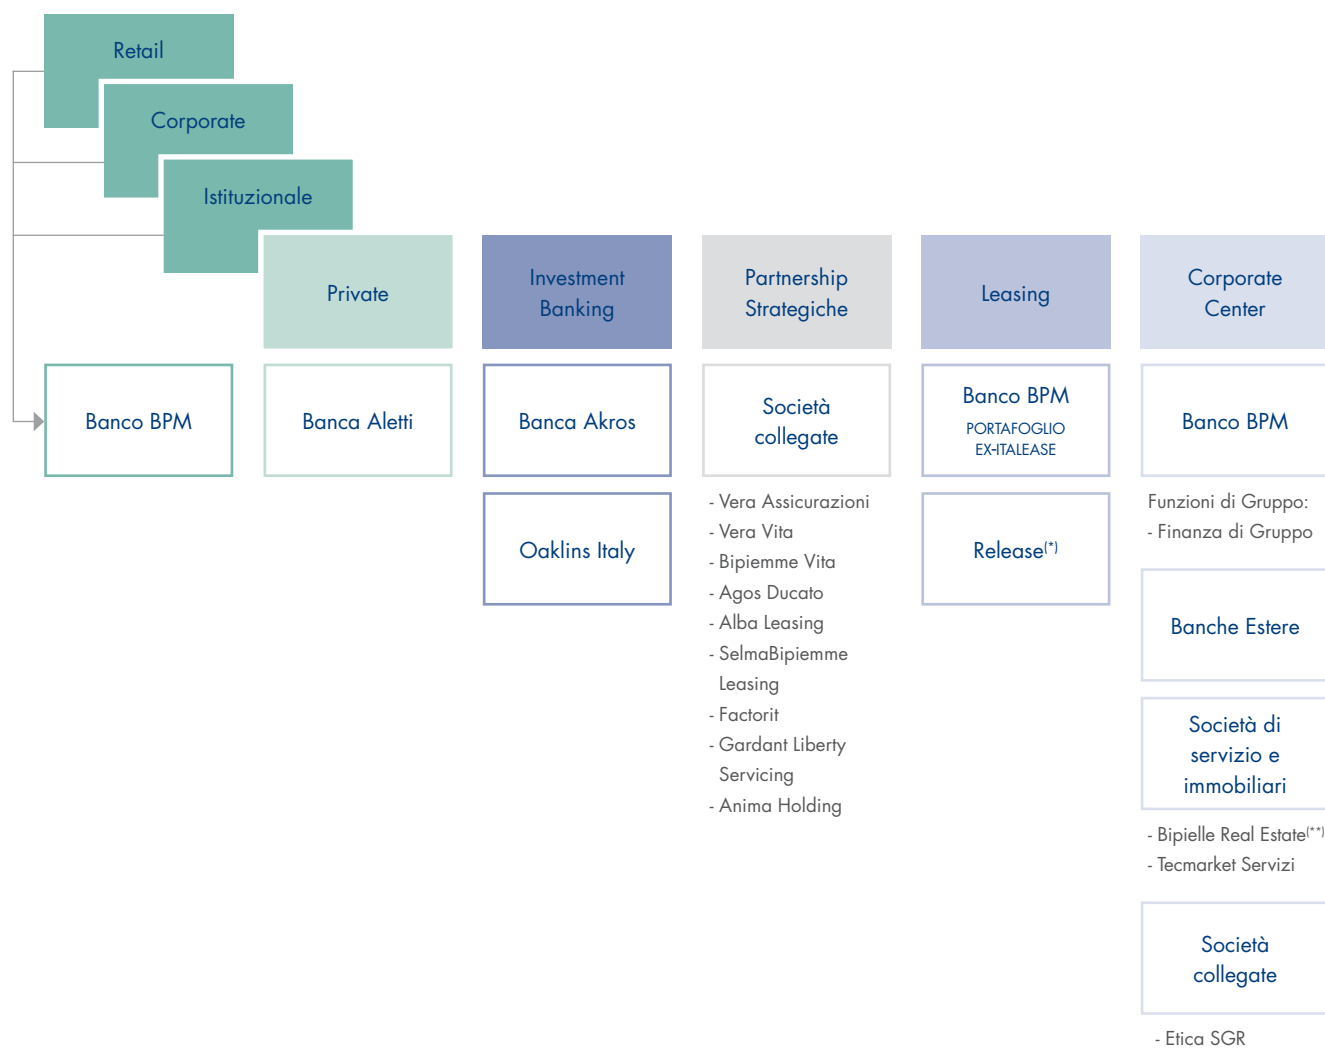 Retail
Corporate
Istituzionale
Private
Investment
Banking
Partnership
Strategiche
Leasing
Corporate
Center
Banco BPM
Banca Aletti
Banca Akros
Oaklins Italy
Società
collegate
- Vera Assicurazioni
- Vera Vita
- Bipiemme Vita
- Agos Ducato
- Alba Leasing
- SelmaBipiemme
Leasing
- Factorit
- Gardant Liberty
Servicing
- Anima Holding
Banco BPM
PORTAFOGLIO
EX-ITALEASE
Release(*)
Banco BPM
Funzioni di Gruppo:
- Finanza di Gruppo
Banche Estere
Società di
servizio e
immobiliari
- Bipielle Real Estate(**)
- Tecmarket Servizi
Società
collegate
- Etica SGR